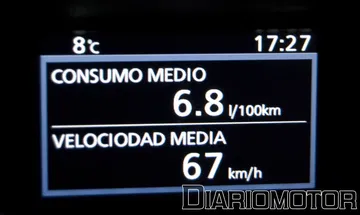 8°C 17:27
CONSUMO MEDIO
6.8 l/100km
VELOCIODAD MEDIA
67 km/h
DIARIOMOTOR